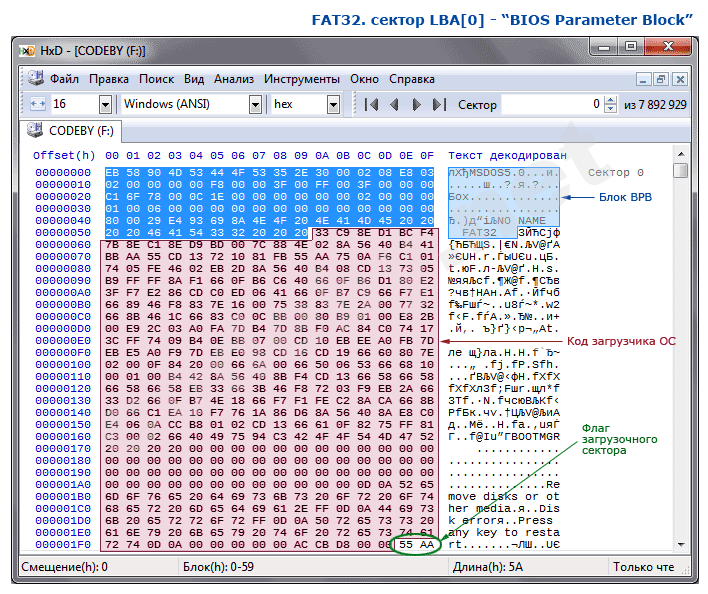 FAT32. сектор LBA[0] - “BIOS Parameter Block”
HxD - [CODEBY (F:)]
Файл Правка Поиск Вид Анализ Инструменты Окно Справка
16 Windows (ANSI) hex Сектор 0 из 7 892 929
CODEBY (F:)
Offset(h) 00 01 02 03 04 05 06 07 08 09 0A 0B 0C 0D 0E 0F Текст декодирован
00000000 EB 58 90 4D 53 44 4F 53 35 2E 30 00 02 08 E8 03 лXђMSDOS5.0...и. Сектор 0
00000010 02 00 00 00 00 F8 00 00 3F 00 FF 00 3F 00 00 00 .....ш..?.я.?...
00000020 C1 6F 78 00 0C 1E 00 00 00 00 00 00 02 00 00 00 Бox............. Блок BPB
00000030 01 00 06 00 00 00 00 00 00 00 00 00 00 00 00 00 ................
00000040 80 00 29 E4 93 69 8A 4E 4F 20 4E 41 4D 45 20 20 Ђ.)д“iЉNO NAME
00000050 20 20 46 41 54 33 32 20 20 20 33 C9 8E D1 BC F4 FAT32 3ЙЋСјф
00000060 7B 8E C1 8E D9 BD 00 7C 88 4E 02 8A 56 40 B4 41 {ЋБЋЩЅ.|€N.ЉV@ґA
00000070 BB AA 55 CD 13 72 10 81 FB 55 AA 75 0A F6 C1 01 »ЄUН.r.ЃыUЄu.цБ.
00000080 74 05 FE 46 02 EB 2D 8A 56 40 B4 08 CD 13 73 05 t.юF.л-ЉV@ґ.Н.s.
00000090 B9 FF FF 8A F1 66 0F B6 C6 40 66 0F B6 D1 80 E2 №яяЉсf.¶Ж@f.¶СЂв
000000A0 3F F7 E2 86 CD C0 ED 06 41 66 0F B7 C9 66 F7 E1 ?чв†НАн.Af.·Йfчб
000000B0 66 89 46 F8 83 7E 16 00 75 38 83 7E 2A 00 77 32 f‰Fшѓ~..u8ѓ~*.w2
000000C0 66 8B 46 1C 66 83 C0 0C BB 00 80 B9 01 00 E8 2B f‹F.fѓА.».Ђ№..и+
000000D0 00 E9 2C 03 A0 FA 7D B4 7D 8B F0 AC 84 C0 74 17 .й,. ъ}ґ}‹р¬„Аt.
000000E0 3C FF 74 09 B4 0E BB 07 00 CD 10 EB EE A0 FB 7D Код загрузчика ОС
000000F0 EB E5 A0 F9 7D EB E0 98 CD 16 CD 19 66 60 80 7E ле щ}ла.Н.Н.f`Ђ~
00000100 02 00 0F 84 20 00 66 6A 00 66 50 06 53 66 68 10 ...„ .fj.fP.Sfh.
00000110 00 01 00 B4 42 8A 56 40 8B F4 CD 13 66 58 66 58 ...ґBЉV@‹фН.fXfX
00000120 66 58 66 58 EB 33 66 3B 46 F8 72 03 F9 EB 2A 66 fXfXл3f;Fшr.щл*f
00000130 33 D2 66 0F B7 4E 18 66 F7 F1 FE C2 8A CA 66 8B 3Тf.·N.fчсюВЉКf‹
00000140 D0 66 C1 EA 10 F7 76 1A 86 D6 8A 56 40 8A E8 C0 РfБк.чv.†ЦЉV@ЉиА
00000150 E4 06 0A CC B8 01 02 CD 13 66 61 0F 82 75 FF 81 д..Мё..Н.fa.‚uяЃ
00000160 C3 00 02 66 40 49 75 94 C3 42 4F 4F 54 4D 47 52 Г..f@Iu”ГBOOTMGR
00000170 20 20 20 20 00 00 00 00 00 00 00 00 00 00 00 00 ............
00000180 00 00 00 00 00 00 00 00 00 00 00 00 00 00 00 00 ................
00000190 00 00 00 00 00 00 00 00 00 00 00 00 00 00 00 00 ................
000001A0 00 00 00 00 00 00 00 00 00 00 00 00 0D 0A 52 65 ..............Re
000001B0 6D 6F 76 65 20 64 69 73 6B 73 20 6F 72 20 6F 74 move disks or ot
000001C0 68 65 72 20 6D 65 64 69 61 2E FF 0D 0A 44 69 73 her media.я..Dis
000001D0 6B 20 65 72 72 6F 72 FF 0D 0A 50 72 65 73 73 20 k errorя..Press
000001E0 61 6E 79 20 6B 65 79 20 74 6F 20 72 65 73 74 61 any key to resta
000001F0 72 74 0D 0A 00 00 00 00 00 AC CB D8 00 00 55 AA rt.......¬ЛШ..UЄ
Флаг
загрузочного
сектора
Смещение(h): 0 Блок(h): 0-59 Длина(h): 5A Только чте